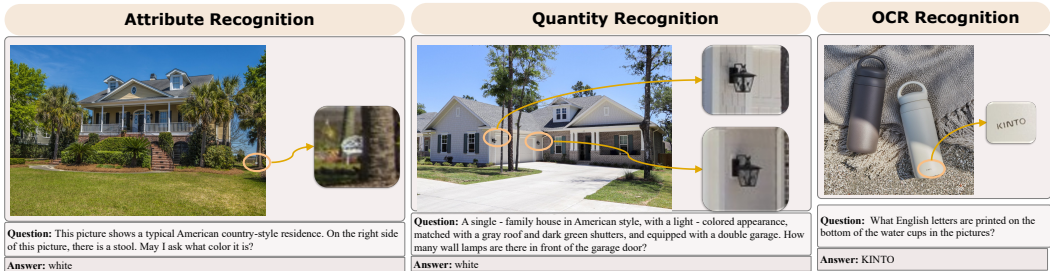 Attribute Recognition
Question: This picture shows a typical American country-style residence. On the right side
of this picture, there is a stool. May I ask what color it is?
Answer: white
Quantity Recognition
Question: A single - family house in American style, with a light - colored appearance,
matched with a gray roof and dark green shutters, and equipped with a double garage. How
many wall lamps are there in front of the garage door?
Answer: white
OCR Recognition
KINTO
Question: What English letters are printed on the
bottom of the water cups in the pictures?
Answer: KINTO